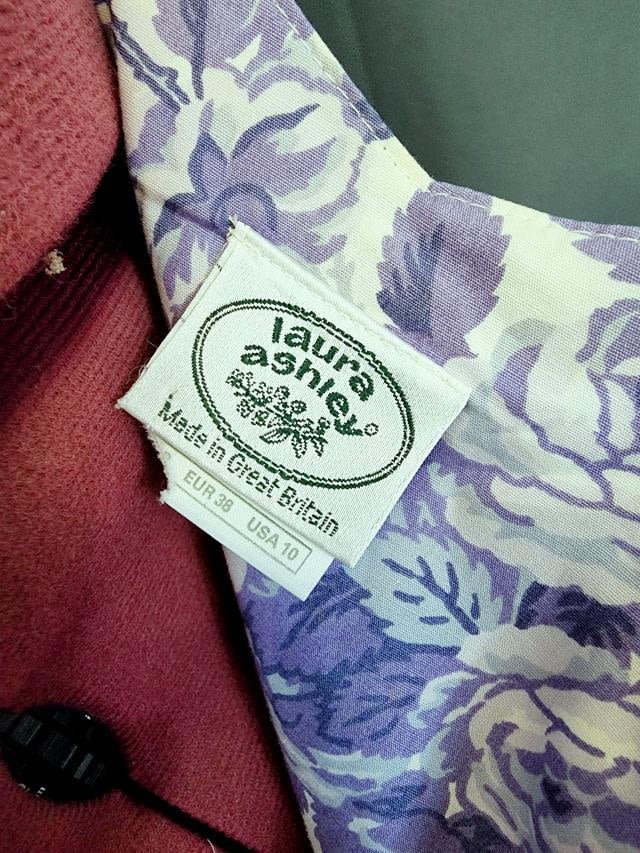 laura
ashley
Made in Great Britain
EUR 38 USA 10